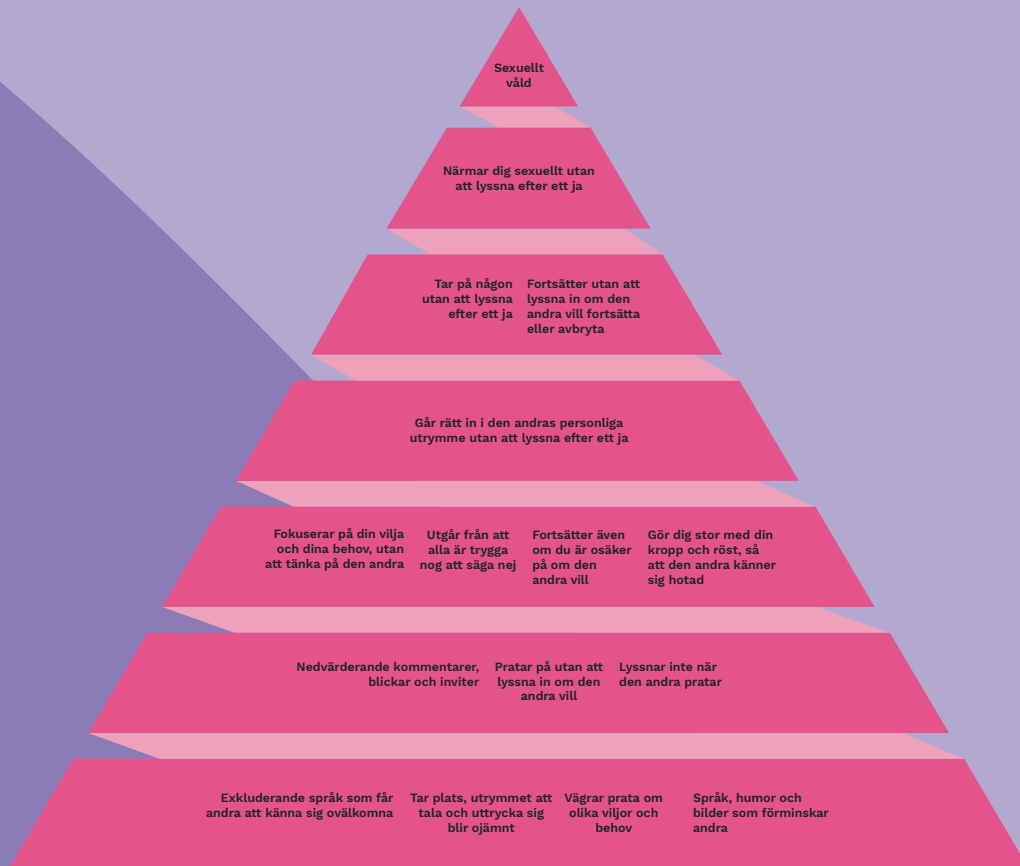 Sexuellt
våld
Närmar dig sexuellt utan
att lyssna efter ett ja
Tar på någon
utan att lyssna
efter ett ja
Fortsätter utan att
lyssna in om den
andra vill fortsätta
eller avbryta
Går rätt in i den andras personliga
utrymme utan att lyssna efter ett ja
Fokuserar på din vilja
och dina behov, utan
att tänka på den andra
Utgår från att
alla är trygga
nog att säga nej
Fortsätter även
om du är osäker
på om den
andra vill
Gör dig stor med din
kropp och röst, så
att den andra känner
sig hotad
Nedvärderande kommentarer,
blickar och inviter
Pratar på utan att
lyssna in om den
andra vill
Lyssnar inte när
den andra pratar
Exkluderande språk som får
andra att känna sig ovälkomna
Tar plats, utrymmet att
tala och uttrycka sig
blir ojämnt
Vägrar prata om
olika viljor och
behov
Språk, humor och
bilder som förminskar
andra